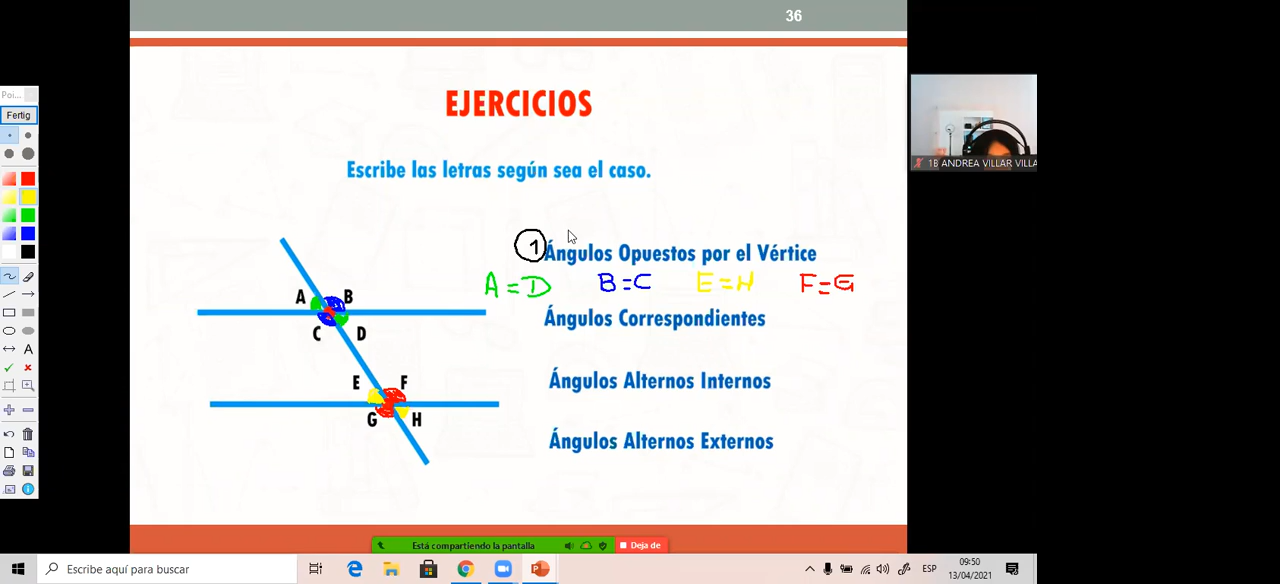 36
Poi...
Fertig
EJERCICIOS
Escribe las letras según sea el caso.
1 Ángulos Opuestos por el Vértice
A = D B = C E = H F = G
Ángulos Correspondientes
Ángulos Alternos Internos
Ángulos Alternos Externos
A B
C D
E F
G H
A
1B ANDREA VILLAR VILLA
Está compartiendo la pantalla
Deja de
Escribe aquí para buscar
ESP
09:50
13/04/2021